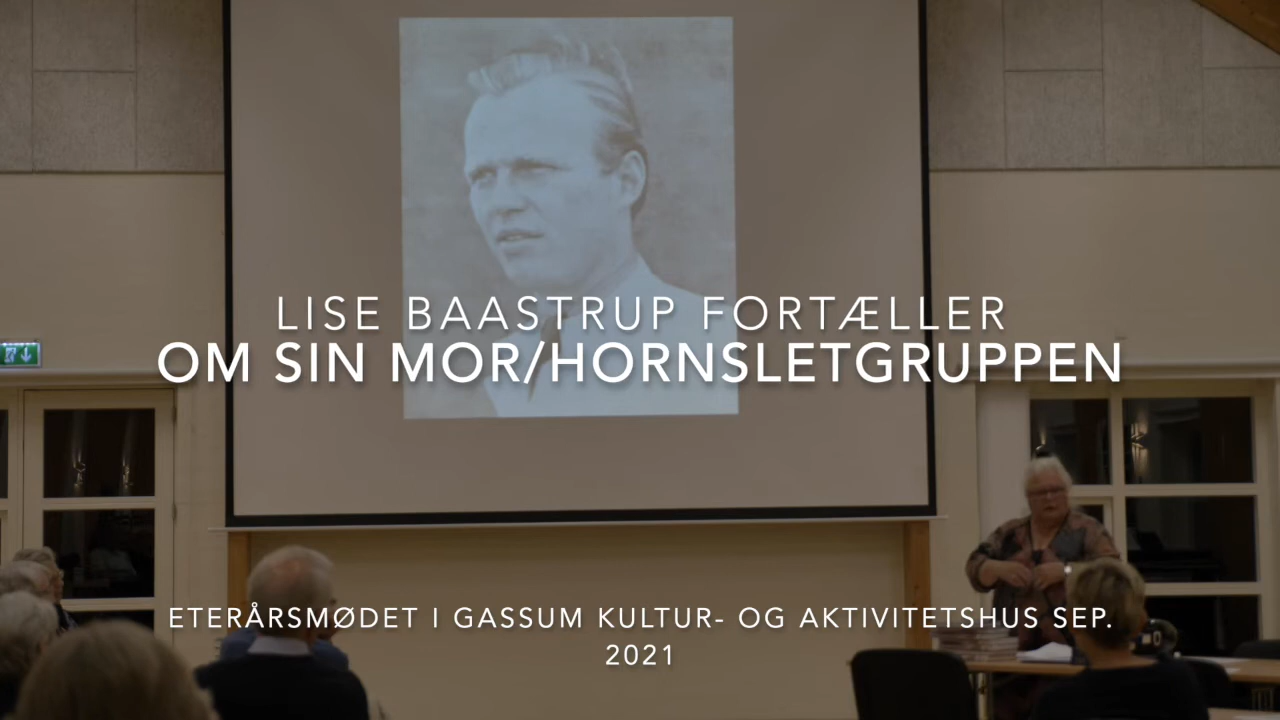 LISE BAASTRUP FORTÆLLER
OM SIN MOR/HORNSLETGRUPPEN
ETERÅRSMØDET I GASSUM KULTUR- OG AKTIVITETSHUS SEP.
2021